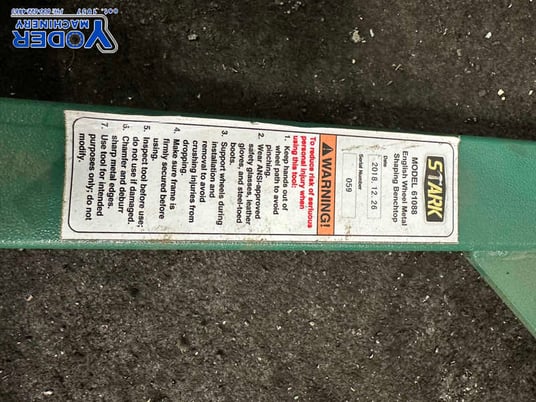 YODER
MACHINERY
STARK
MODEL 61088
English Wheel Metal
Shaping Benchtop
Date
2018. 12. 26
Serial Number
059
WARNING!
To reduce risk of seriuous
personal injury when
using this tool:
1. Keep hands out of
wheel pain to avoid
pinching.
2. Wear ANSI-approved
safety glasses, leather
gloves, and steel-toed
boots.
3. Support wheels during
installation and
removal to avoid
crushing injuries from
dropping.
4. Make sure frame is
firmly secured before
using.
5. Inspect tool before use;
do not use if damaged.
6. Chamfer and deburr
sharp metal edges.
7. Use tool for intended
purposes only; do not
modify.